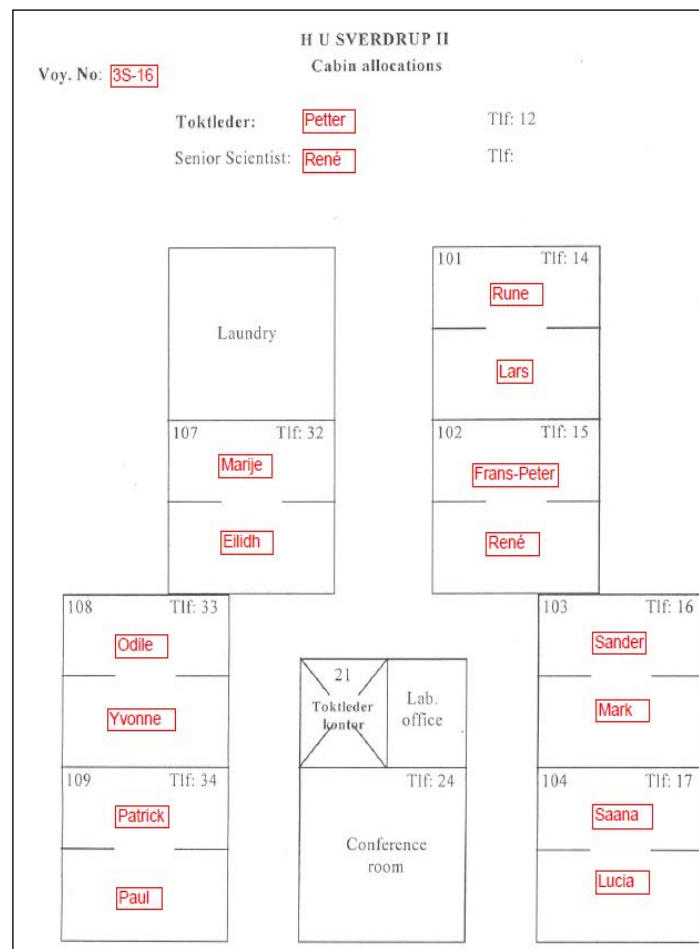 H U SVERDRUP II
Cabin allocations
Voy. No: 3S-16
Toktleder: Petter Tlf: 12
Senior Scientist: René Tlf:
101 Tlf: 14
Rune
Laundry
Lars
107 Tlf: 32
102 Tlf: 15
Marije
Frans-Peter
Eilidh
René
108 Tlf: 33
103 Tlf: 16
Odile
Sander
21
Toktleder
kontor
Lab.
office
Yvonne
Mark
109 Tlf: 34
Tlf: 24
104 Tlf: 17
Patrick
Saana
Conference
room
Paul
Lucia